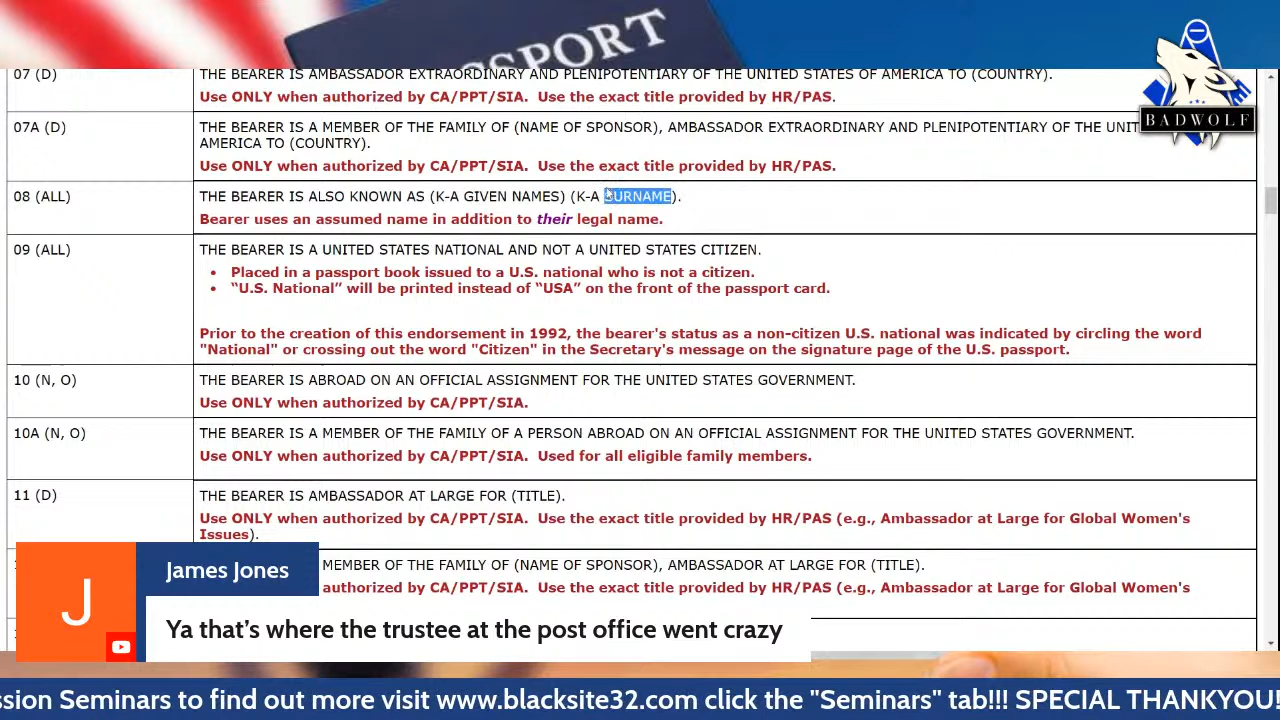 PASSPORT
BADWOLF
07 (D)
THE BEARER IS AMBASSADOR EXTRAORDINARY AND PLENIPOTENTIARY OF THE UNITED STATES OF AMERICA TO (COUNTRY).
Use ONLY when authorized by CA/PPT/SIA.  Use the exact title provided by HR/PAS.
07A (D)
THE BEARER IS A MEMBER OF THE FAMILY OF (NAME OF SPONSOR), AMBASSADOR EXTRAORDINARY AND PLENIPOTENTIARY OF THE
AMERICA TO (COUNTRY).
Use ONLY when authorized by CA/PPT/SIA.  Use the exact title provided by HR/PAS.
08 (ALL)
THE BEARER IS ALSO KNOWN AS (K-A GIVEN NAMES) (K-A SURNAME).
Bearer uses an assumed name in addition to their legal name.
09 (ALL)
THE BEARER IS A UNITED STATES NATIONAL AND NOT A UNITED STATES CITIZEN.
• Placed in a passport book issued to a U.S. national who is not a citizen.
• “U.S. National” will be printed instead of “USA” on the front of the passport card.
Prior to the creation of this endorsement in 1992, the bearer's status as a non-citizen U.S. national was indicated by circling the word
"National" or crossing out the word "Citizen" in the Secretary's message on the signature page of the U.S. passport.
10 (N, O)
THE BEARER IS ABROAD ON AN OFFICIAL ASSIGNMENT FOR THE UNITED STATES GOVERNMENT.
Use ONLY when authorized by CA/PPT/SIA.
10A (N, O)
THE BEARER IS A MEMBER OF THE FAMILY OF A PERSON ABROAD ON AN OFFICIAL ASSIGNMENT FOR THE UNITED STATES GOVERNMENT.
Use ONLY when authorized by CA/PPT/SIA.  Used for all eligible family members.
11 (D)
THE BEARER IS AMBASSADOR AT LARGE FOR (TITLE).
Use ONLY when authorized by CA/PPT/SIA.  Use the exact title provided by HR/PAS (e.g., Ambassador at Large for Global Women's
Issues).
MEMBER OF THE FAMILY OF (NAME OF SPONSOR), AMBASSADOR AT LARGE FOR (TITLE).
authorized by CA/PPT/SIA.  Use the exact title provided by HR/PAS (e.g., Ambassador at Large for Global Women's
J
James Jones
Ya that’s where the trustee at the post office went crazy
Seminars to find out more visit www.blacksite32.com click the "Seminars" tab!!! SPECIAL THANKYOU!